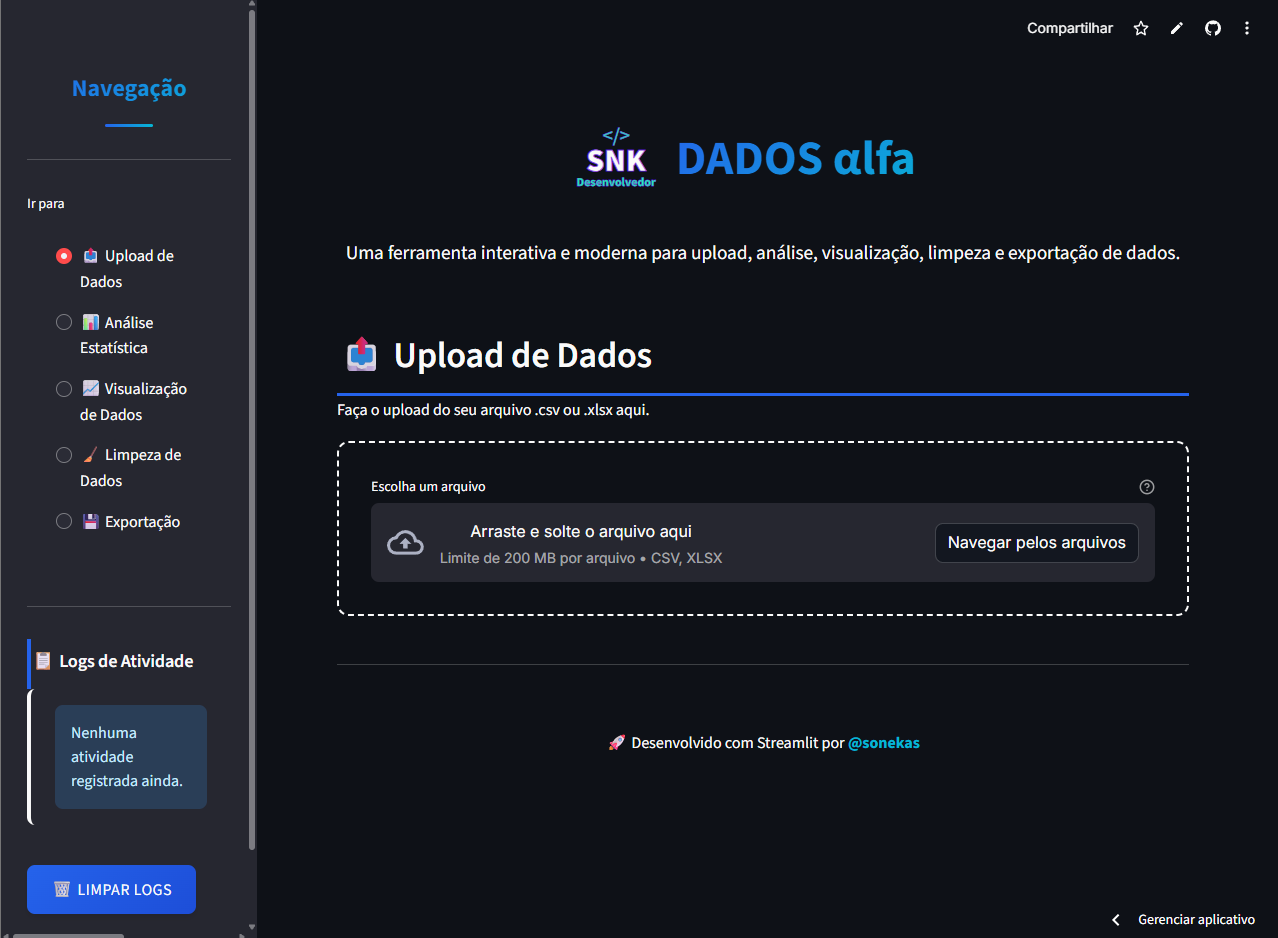 Compartilhar
Navegação
Ir para
Upload de
Dados
Análise
Estatística
Visualização
de Dados
Limpeza de
Dados
Exportação
Logs de Atividade
Nenhuma
atividade
registrada ainda.
LIMPAR LOGS
</>
SNK
Desenvolvedor
DADOS αlfa
Uma ferramenta interativa e moderna para upload, análise, visualização, limpeza e exportação de dados.
Upload de Dados
Faça o upload do seu arquivo .csv ou .xlsx aqui.
Escolha um arquivo
Arraste e solte o arquivo aqui
Limite de 200 MB por arquivo • CSV, XLSX
Navegar pelos arquivos
Desenvolvido com Streamlit por @sonekas
Gerenciar aplicativo